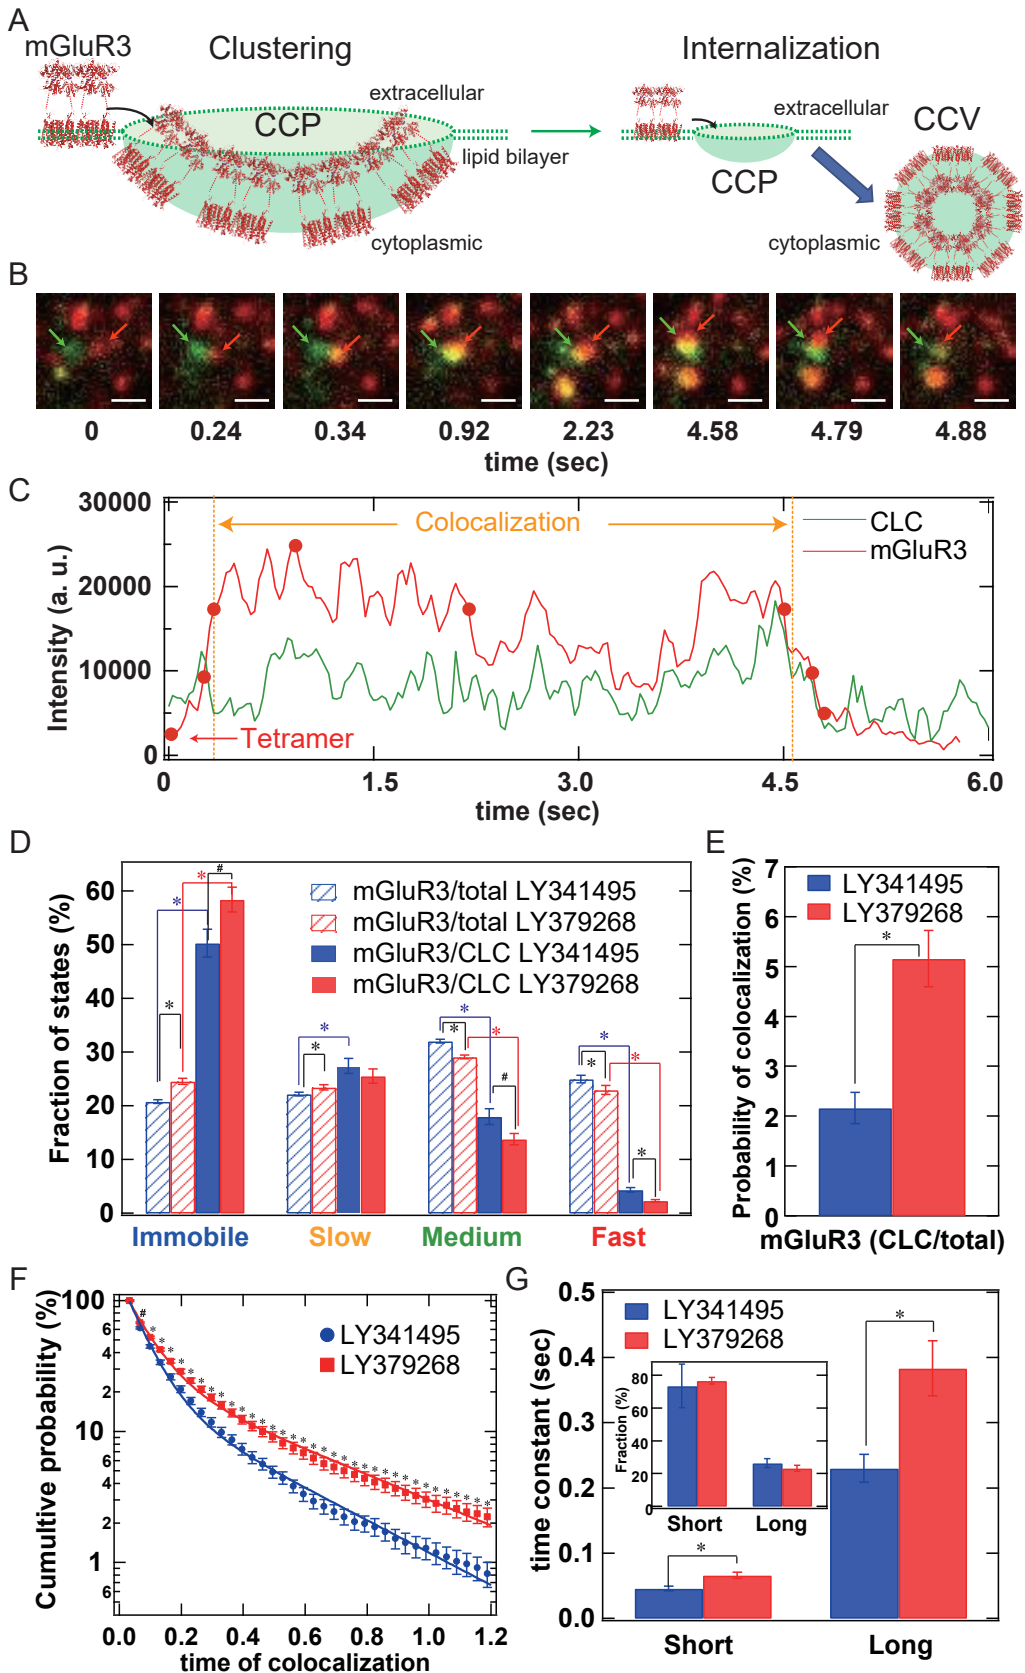 A
mGluR3
Clustering
Internalization
extracellular
CCP
lipid bilayer
cytoplasmic
extracellular
CCV
CCP
cytoplasmic
B
0
0.24
0.34
0.92
2.23
4.58
4.79
4.88
time (sec)
C
30000
20000
10000
0
Intensity (a. u.)
Colocalization
CLC
mGluR3
Tetramer
0
1.5
3.0
4.5
6.0
time (sec)
D
60
50
40
30
20
10
0
Fraction of states (%)
mGluR3/total LY341495
mGluR3/total LY379268
mGluR3/CLC LY341495
mGluR3/CLC LY379268
* * * #
* *
* * * #
* * * *
Immobile
Slow
Medium
Fast
E
7
6
5
4
3
2
1
0
Probability of colocalization (%)
LY341495
LY379268
*
mGluR3 (CLC/total)
F
100
6
4
2
10
6
4
2
1
6
Cumultive probability (%)
LY341495
LY379268
# * * * * * * * * * * * * * * * * * * * * * * * * * * * * * * * * * *
0.0
0.2
0.4
0.6
0.8
1.0
1.2
time of colocalization
G
0.5
0.4
0.3
0.2
0.1
0.0
time constant (sec)
LY341495
LY379268
80
60
40
20
0
Fraction (%)
Short
Long
*
*
Short
Long